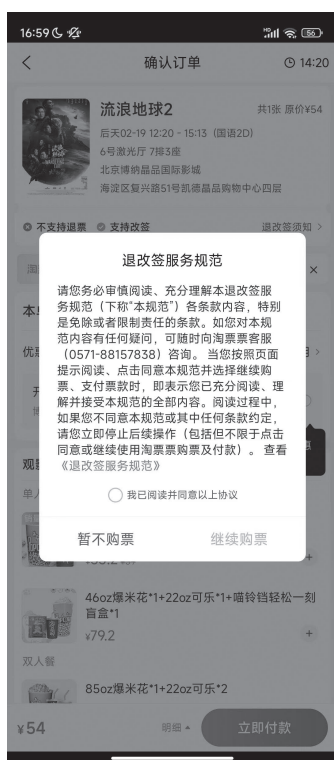 16:59
56
确认订单
14:20
流浪地球2
共1张 原价¥54
后天02-19 12:20 - 15:13（国语2D）
6号激光厅 7排3座
北京博纳晶品国际影城
海淀区复兴路51号凯德晶品购物中心四层
不支持退票 支持改签
退改签须知
退改签服务规范
请您务必审慎阅读、充分理解本退改签服
务规范（下称“本规范”）各条款内容，特别
是免除或者限制责任的条款。如您对本规
范内容有任何疑问，可随时向淘票票客服
（0571-88157838）咨询。 当您按照页面
提示阅读、点击同意本规范并选择继续购
票、支付票款时，即表示您已充分阅读、理
解并接受本规范的全部内容。阅读过程中，
如果您不同意本规范或其中任何条款约定，
请您立即停止后续操作（包括但不限于点击
同意或继续使用淘票票购票及付款）。 查看
《退改签服务规范》
我已阅读并同意以上协议
暂不购票
继续购票
46oz爆米花*1+22oz可乐*1+喵铃铛轻松一刻
盲盒*1
¥79.2
+
双人餐
85oz爆米花*1+22oz可乐*2
¥54
明细
立即付款